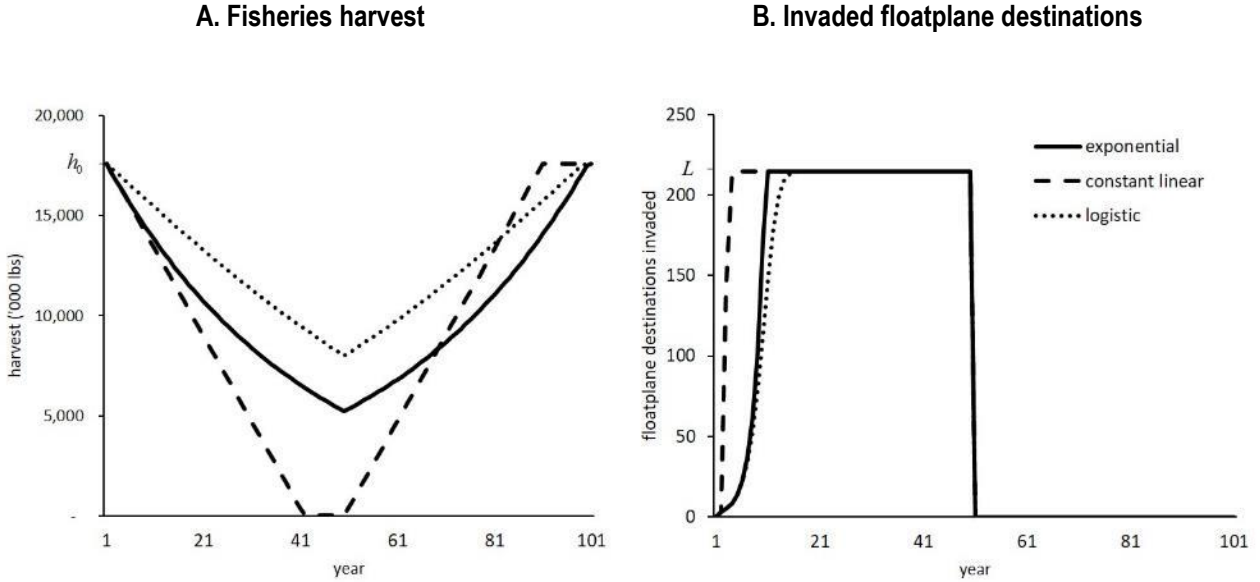 A. Fisheries harvest
20,000
h0
15,000
10,000
5,000
-
harvest ('000 lbs)
1 21 41 61 81 101
year
B. Invaded floatplane destinations
250
L
200
150
100
50
0
floatplane destinations invaded
1 21 41 61 81 101
year
exponential
constant linear
logistic